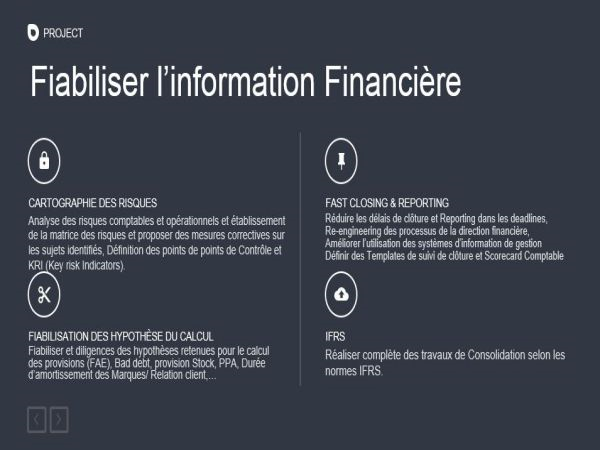 PROJECT
Fiabiliser l’information Financière
CARTOGRAPHIE DES RISQUES
Analyse des risques comptables et opérationnels et établissement
de la matrice des risques et proposer des mesures correctives sur
les sujets identifiés, Définition des points de points de Contrôle et
KRI (Key risk Indicators).
FIABILISATION DES HYPOTHÈSE DU CALCUL
Fiabiliser et diligences des hypothèses retenues pour le calcul
des provisions (FAE), Bad debt, provision Stock, PPA, Durée
d’amortissement des Marques/ Relation client,…
FAST CLOSING & REPORTING
Réduire les délais de clôture et Reporting dans les deadlines,
Re-engineering des processus de la direction financière,
Améliorer l’utilisation des systèmes d’information de gestion
Définir des Templates de suivi de clôture et Scorecard Comptable
IFRS
Réaliser complète des travaux de Consolidation selon les
normes IFRS.